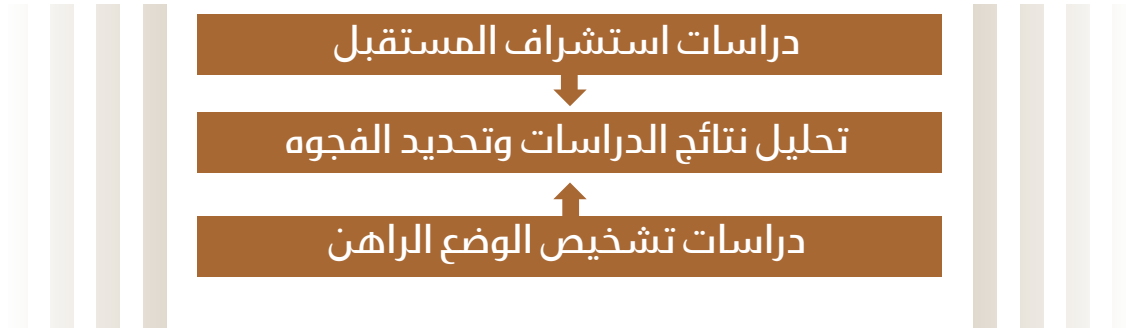 دراسات استشراف المستقبل
تحليل نتائج الدراسات وتحديد الفجوه
دراسات تشخيص الوضع الراهن